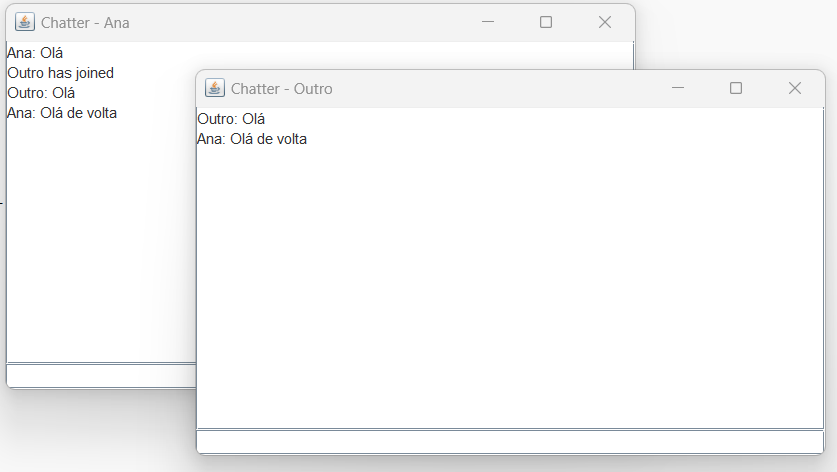 Chatter - Ana
Ana: Olá
Outro has joined
Outro: Olá
Ana: Olá de volta
Chatter - Outro
Outro: Olá
Ana: Olá de volta